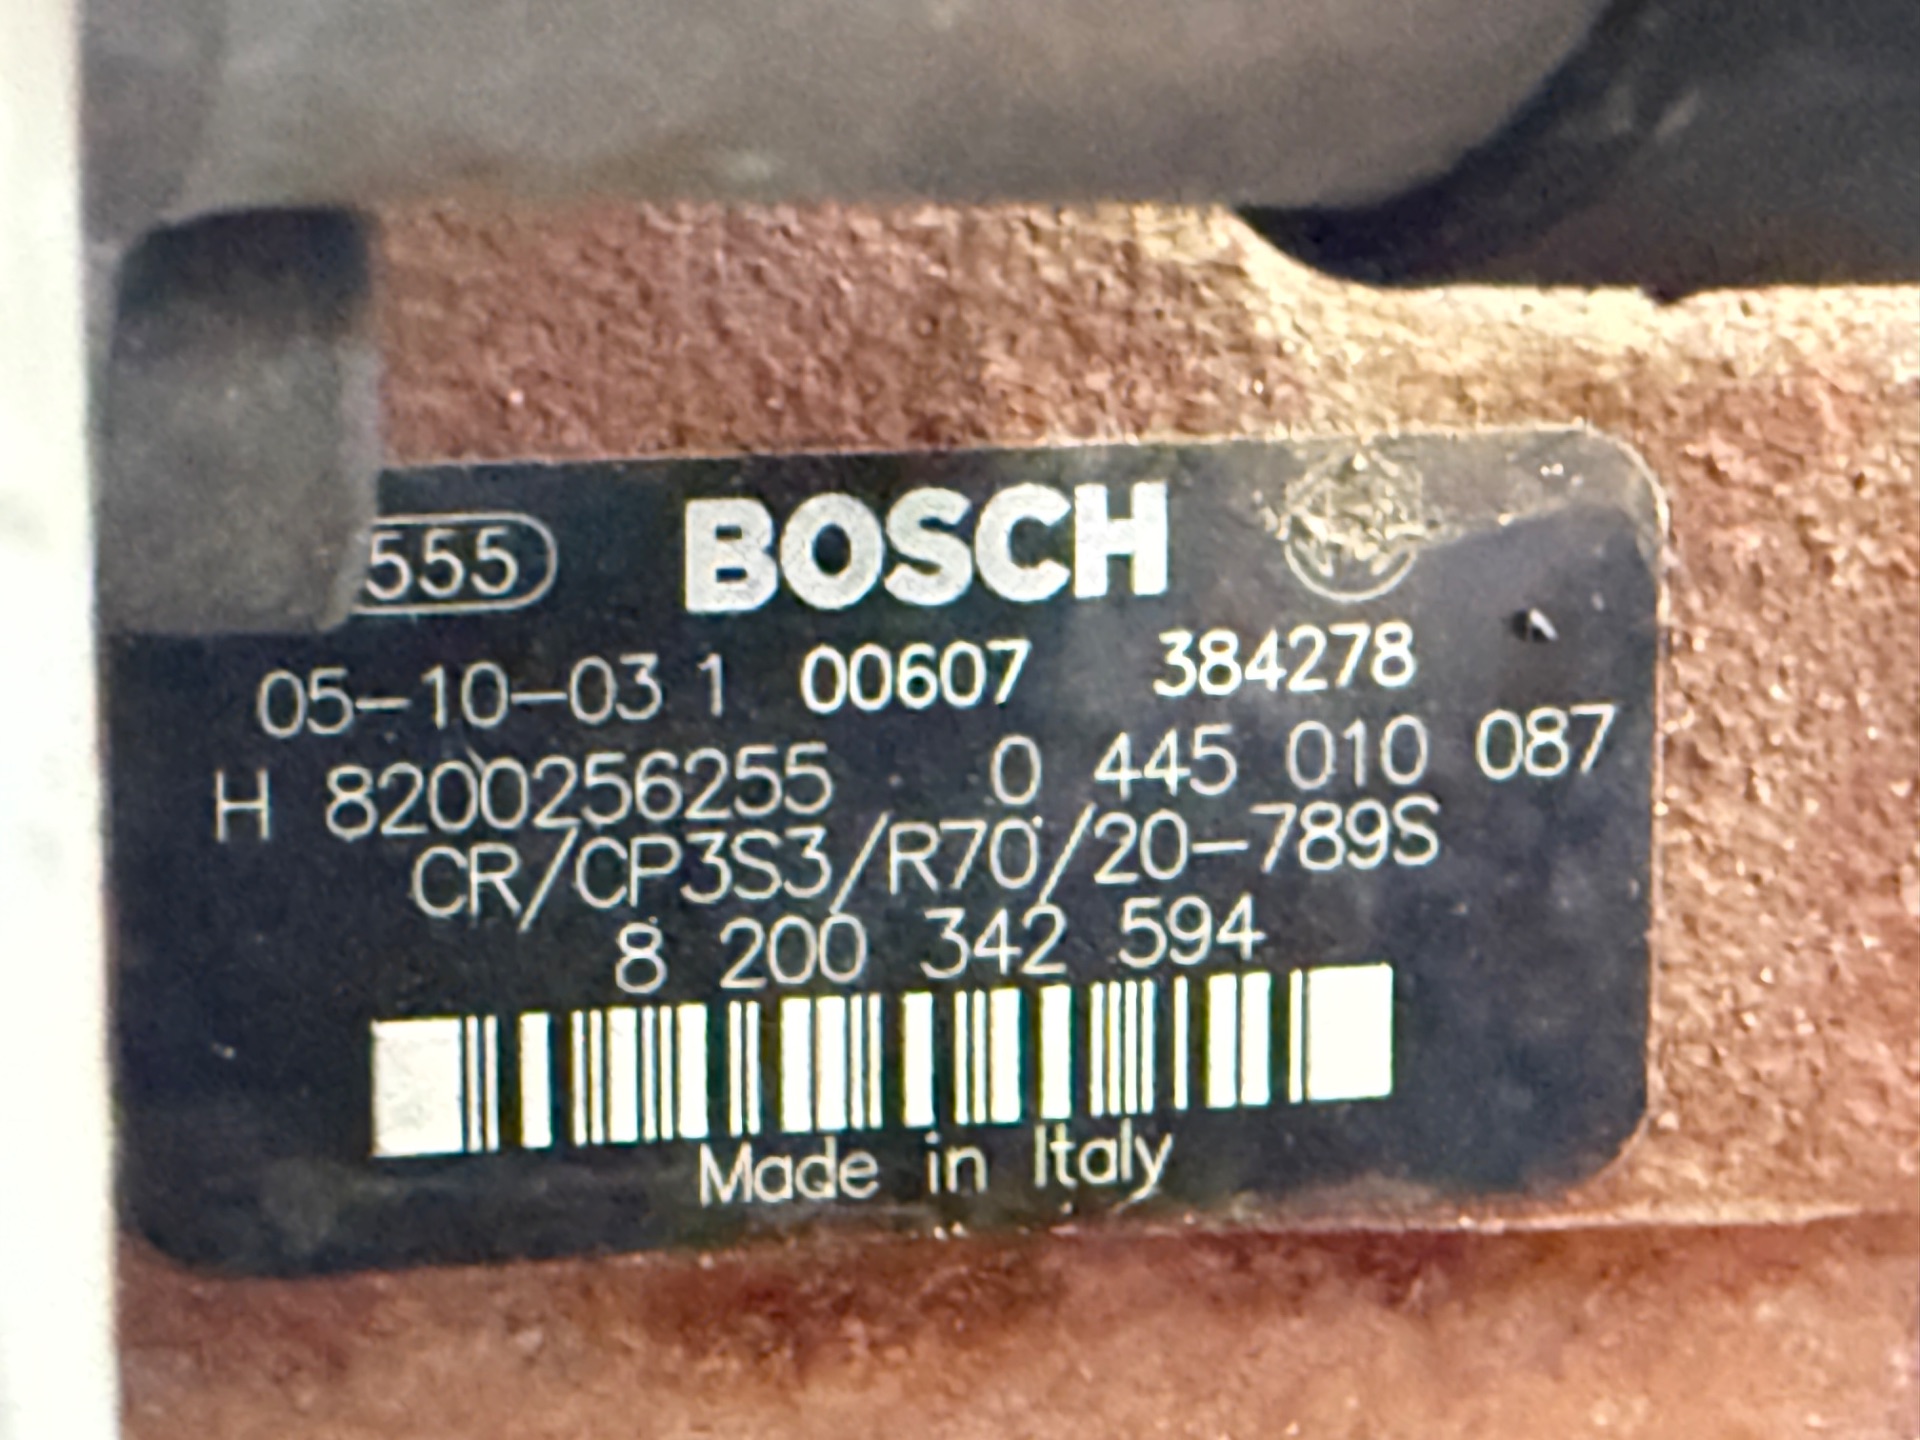 555 BOSCH
05-10-03 1 00607 384278
H 8200256255 0 445 010 087
CR/CP3S3/R70/20-789S
8 200 342 594
Made in Italy